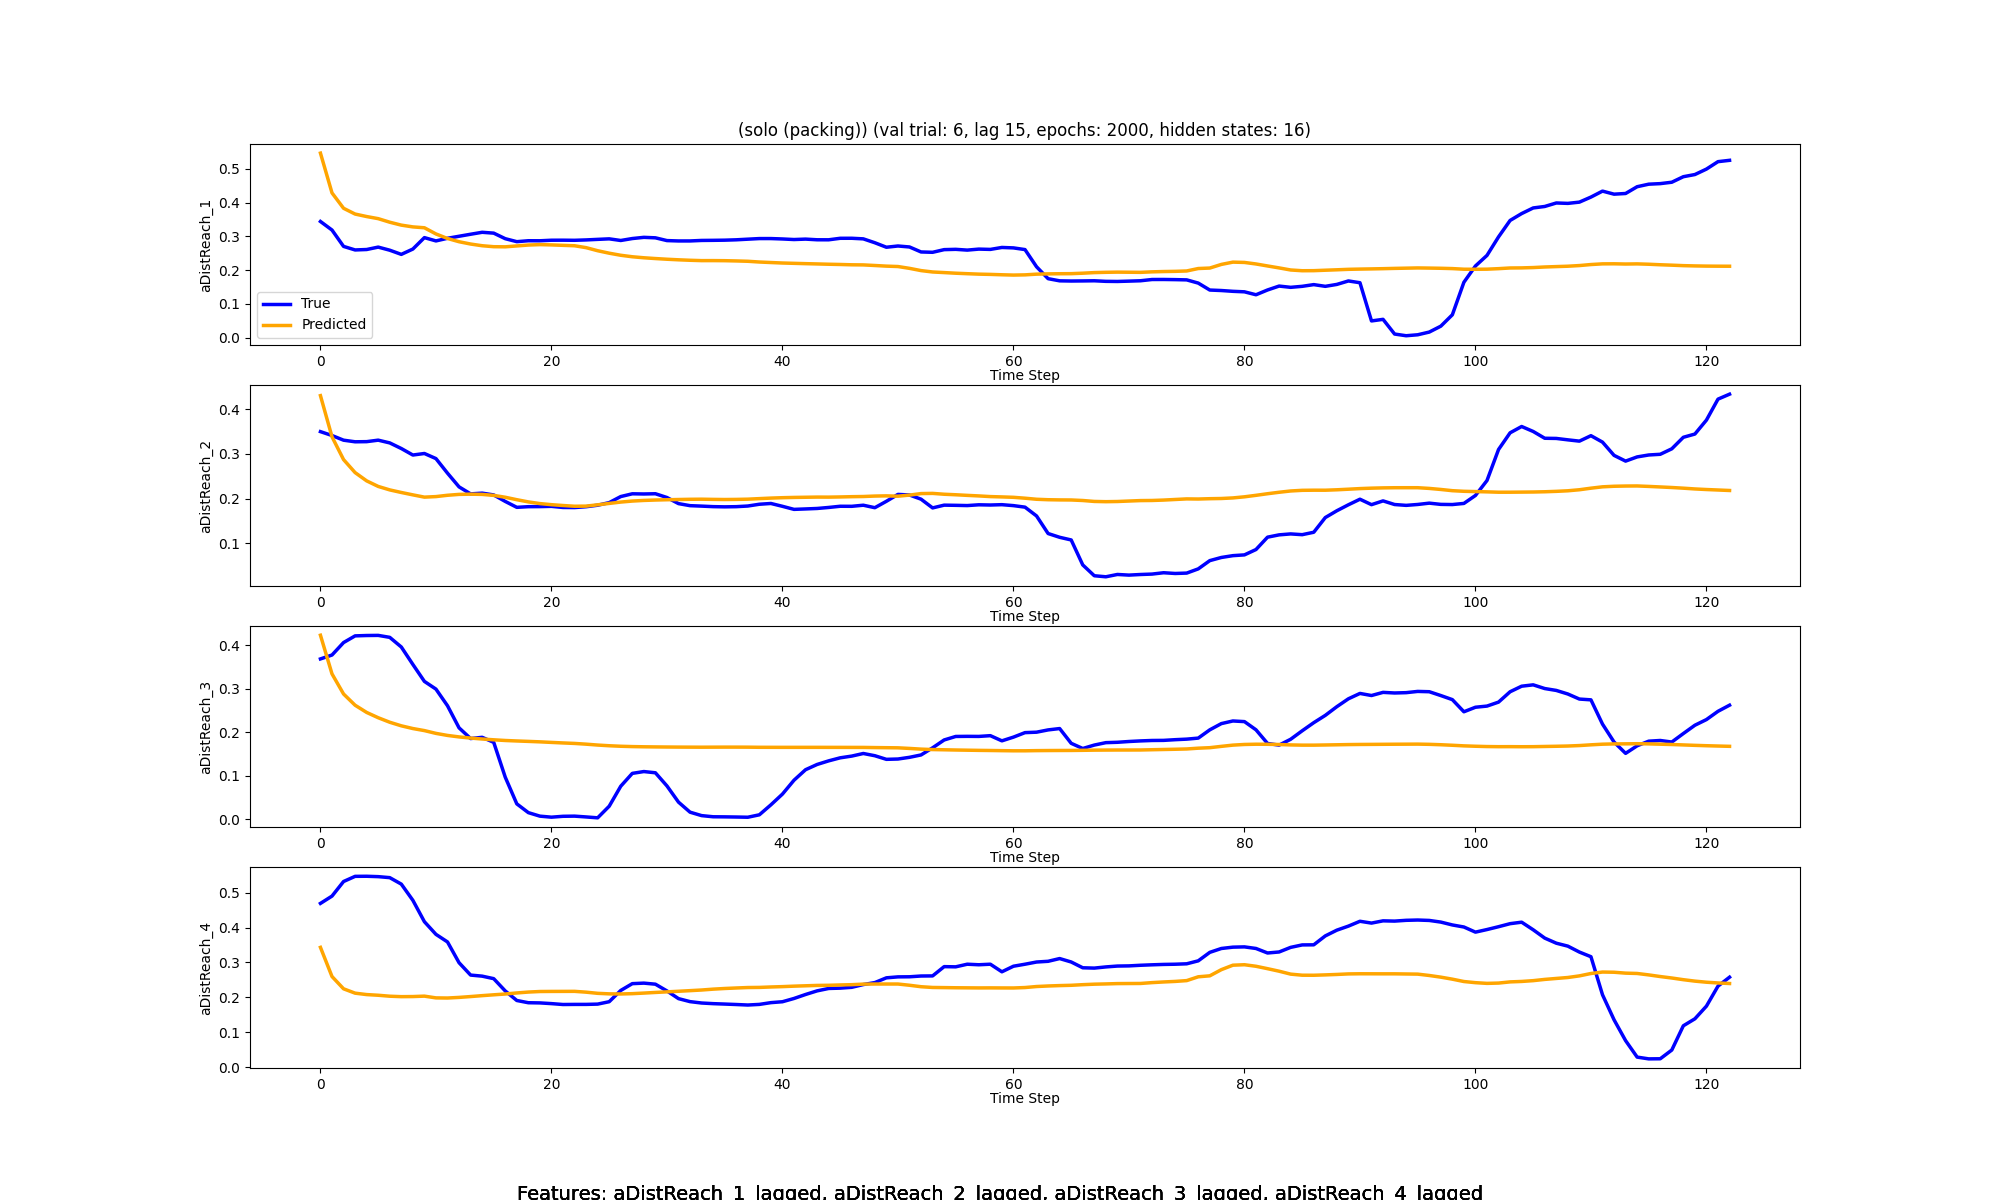 (solo (packing)) (val trial: 6, lag 15, epochs: 2000, hidden states: 16)
aDistReach_1
0.5
0.4
0.3
0.2
0.1
0.0
True
Predicted
0 20 40 60 80 100 120
Time Step
aDistReach_2
0.4
0.3
0.2
0.1
0 20 40 60 80 100 120
Time Step
aDistReach_3
0.4
0.3
0.2
0.1
0.0
0 20 40 60 80 100 120
Time Step
aDistReach_4
0.5
0.4
0.3
0.2
0.1
0.0
0 20 40 60 80 100 120
Time Step
Features: aDistReach_1_lagged, aDistReach_2_lagged, aDistReach_3_lagged, aDistReach_4_lagged